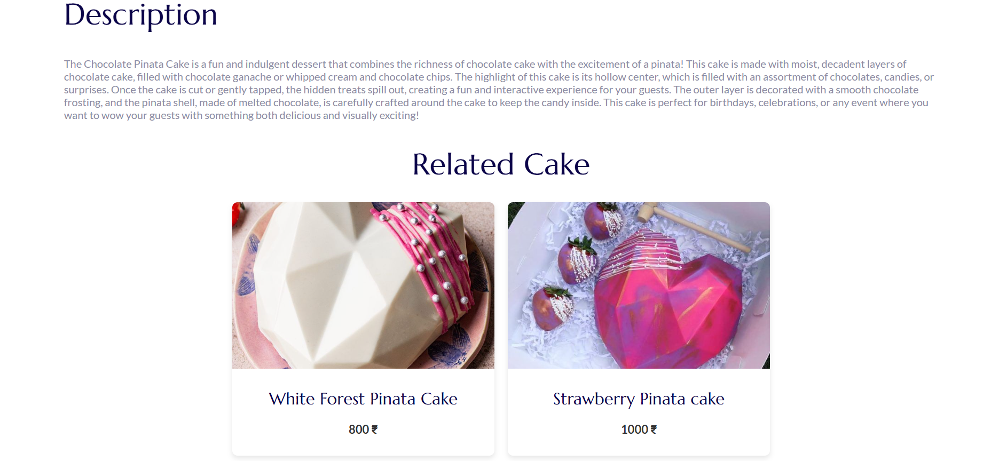 Description
The Chocolate Pinata Cake is a fun and indulgent dessert that combines the richness of chocolate cake with the excitement of a pinata! This cake is made with moist, decadent layers of
chocolate cake, filled with chocolate ganache or whipped cream and chocolate chips. The highlight of this cake is its hollow center, which is filled with an assortment of chocolates, candies, or
surprises. Once the cake is cut or gently tapped, the hidden treats spill out, creating a fun and interactive experience for your guests. The outer layer is decorated with a smooth chocolate
frosting, and the pinata shell, made of melted chocolate, is carefully crafted around the cake to keep the candy inside. This cake is perfect for birthdays, celebrations, or any event where you
want to wow your guests with something both delicious and visually exciting!
Related Cake
White Forest Pinata Cake
800 ₹
Strawberry Pinata cake
1000 ₹